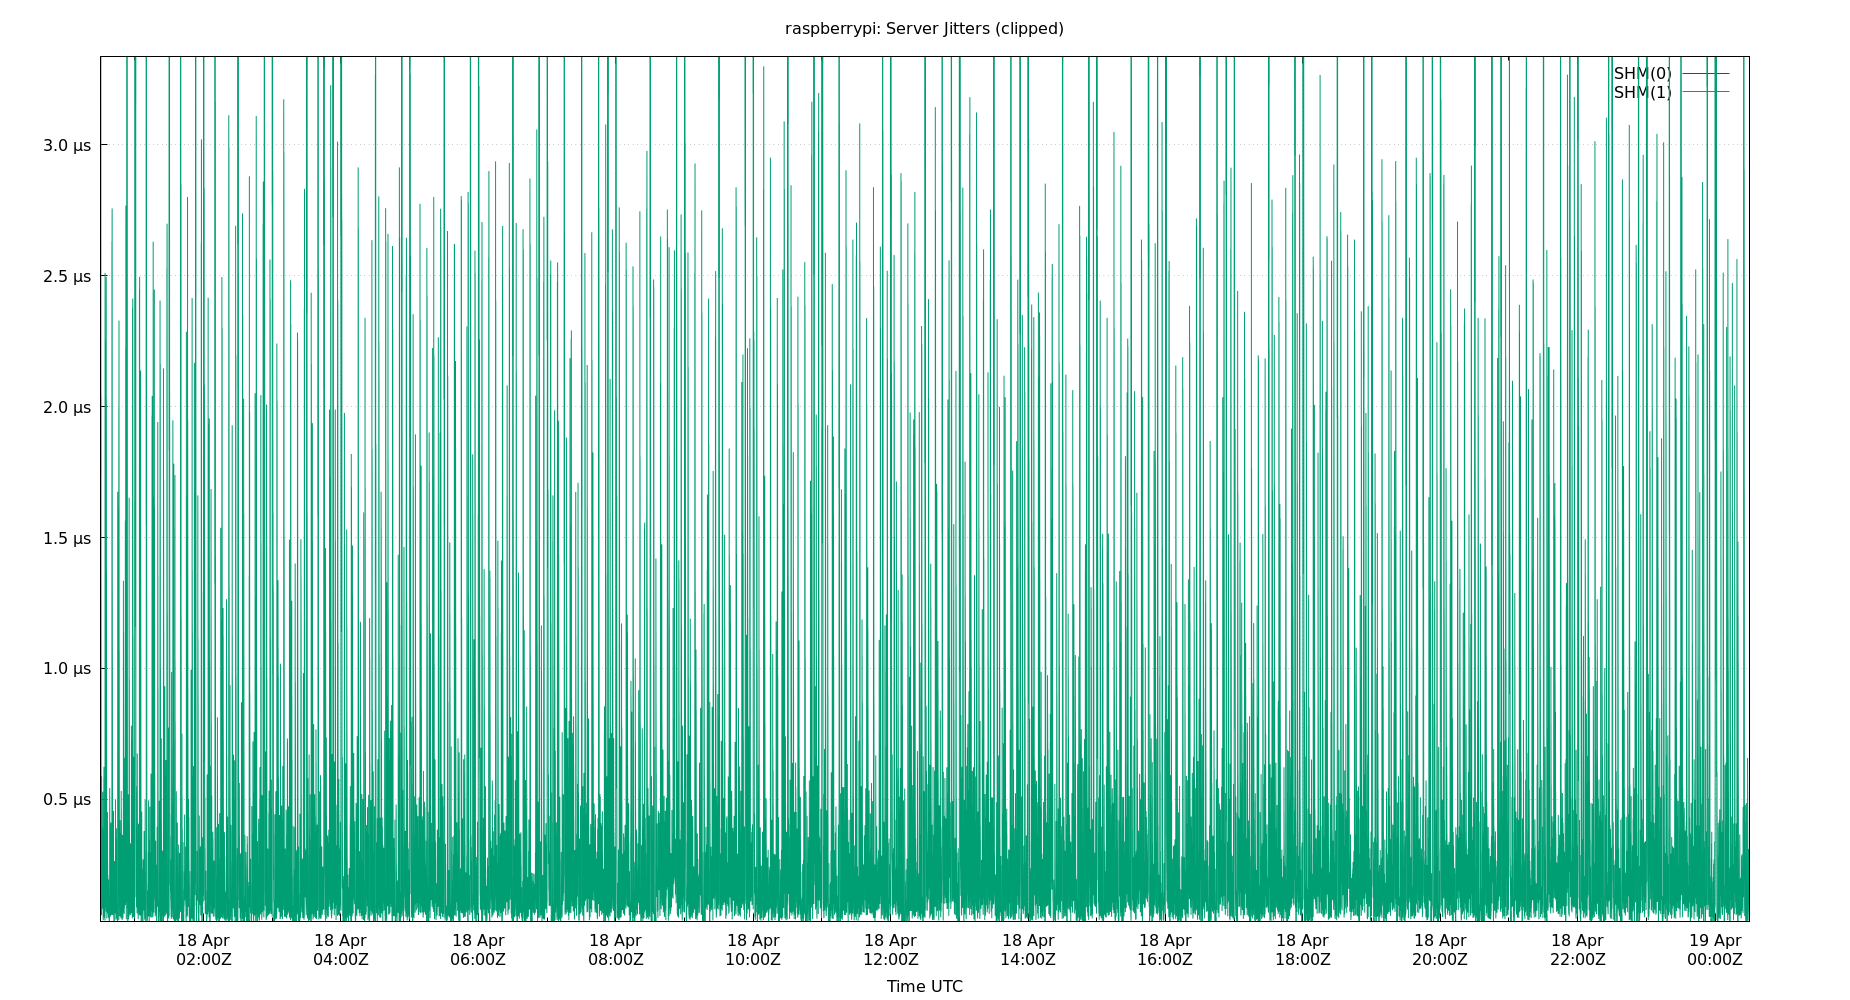 raspberrypi: Server Jitters (clipped)
SHM(0)
SHM(1)
3.0 µs
2.5 µs
2.0 µs
1.5 µs
1.0 µs
0.5 µs
18 Apr 18 Apr 18 Apr 18 Apr 18 Apr 18 Apr 18 Apr 18 Apr 18 Apr 18 Apr 18 Apr 19 Apr
02:00Z 04:00Z 06:00Z 08:00Z 10:00Z 12:00Z 14:00Z 16:00Z 18:00Z 20:00Z 22:00Z 00:00Z
Time UTC